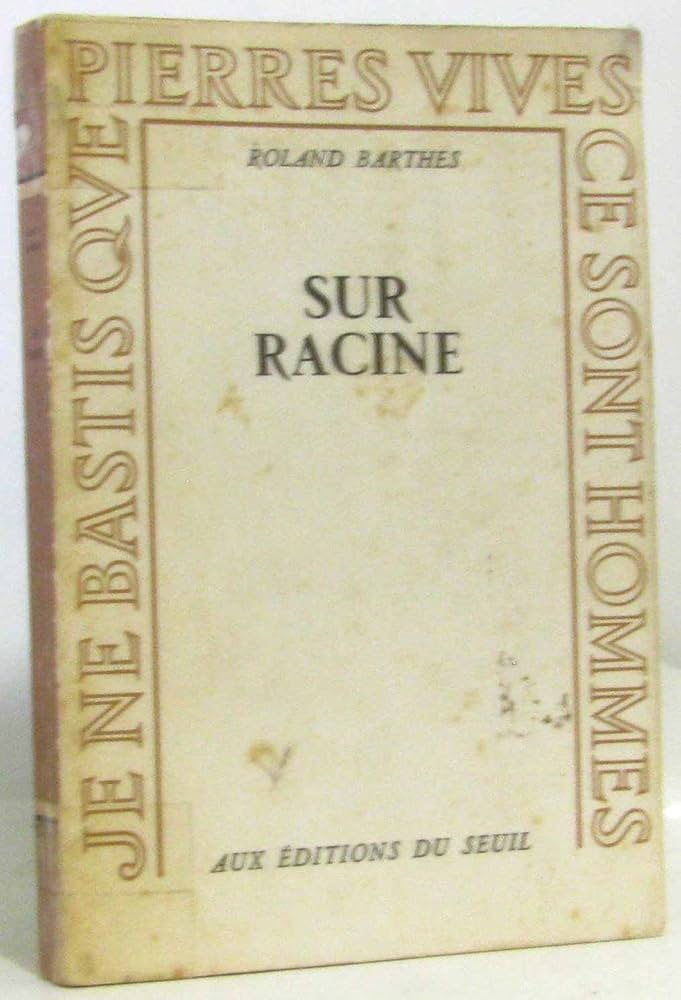 JE NE BASTIS QVE
PIERRES VIVES
CE SONT HOMMES
ROLAND BARTHES
SUR
RACINE
AUX ÉDITIONS DU SEUIL